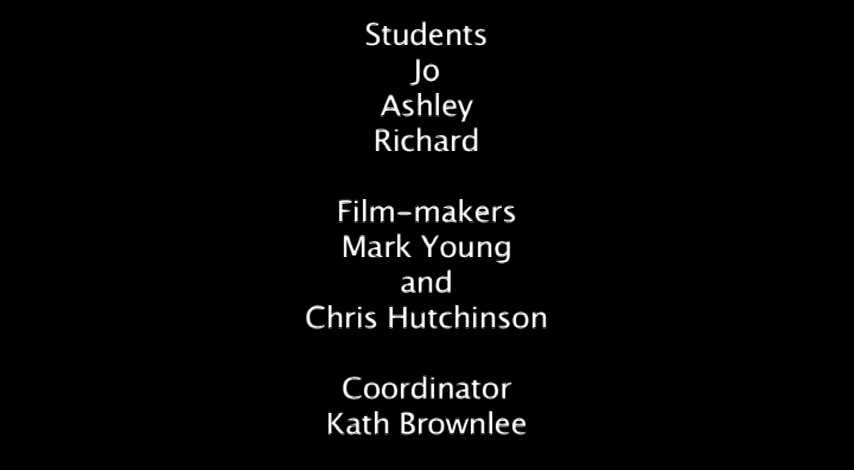 Students
Jo
Ashley
Richard
Film-makers
Mark Young
and
Chris Hutchinson
Coordinator
Kath Brownlee